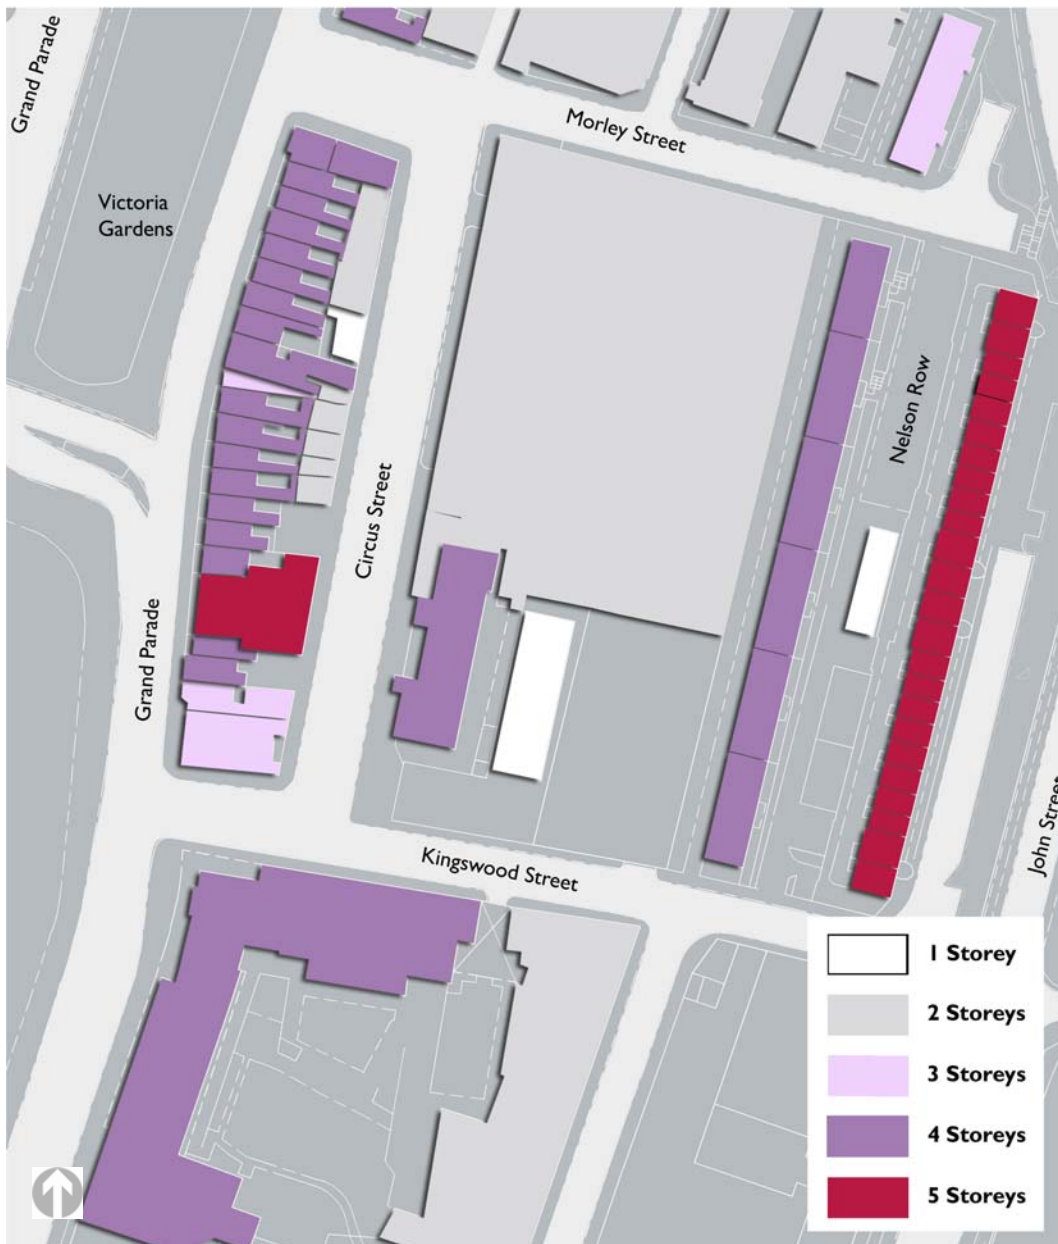 Grand Parade
Morley Street
Victoria
Gardens
Nelson Row
Circus Street
Grand Parade
John Street
Kingswood Street
1 Storey
2 Storeys
3 Storeys
4 Storeys
5 Storeys